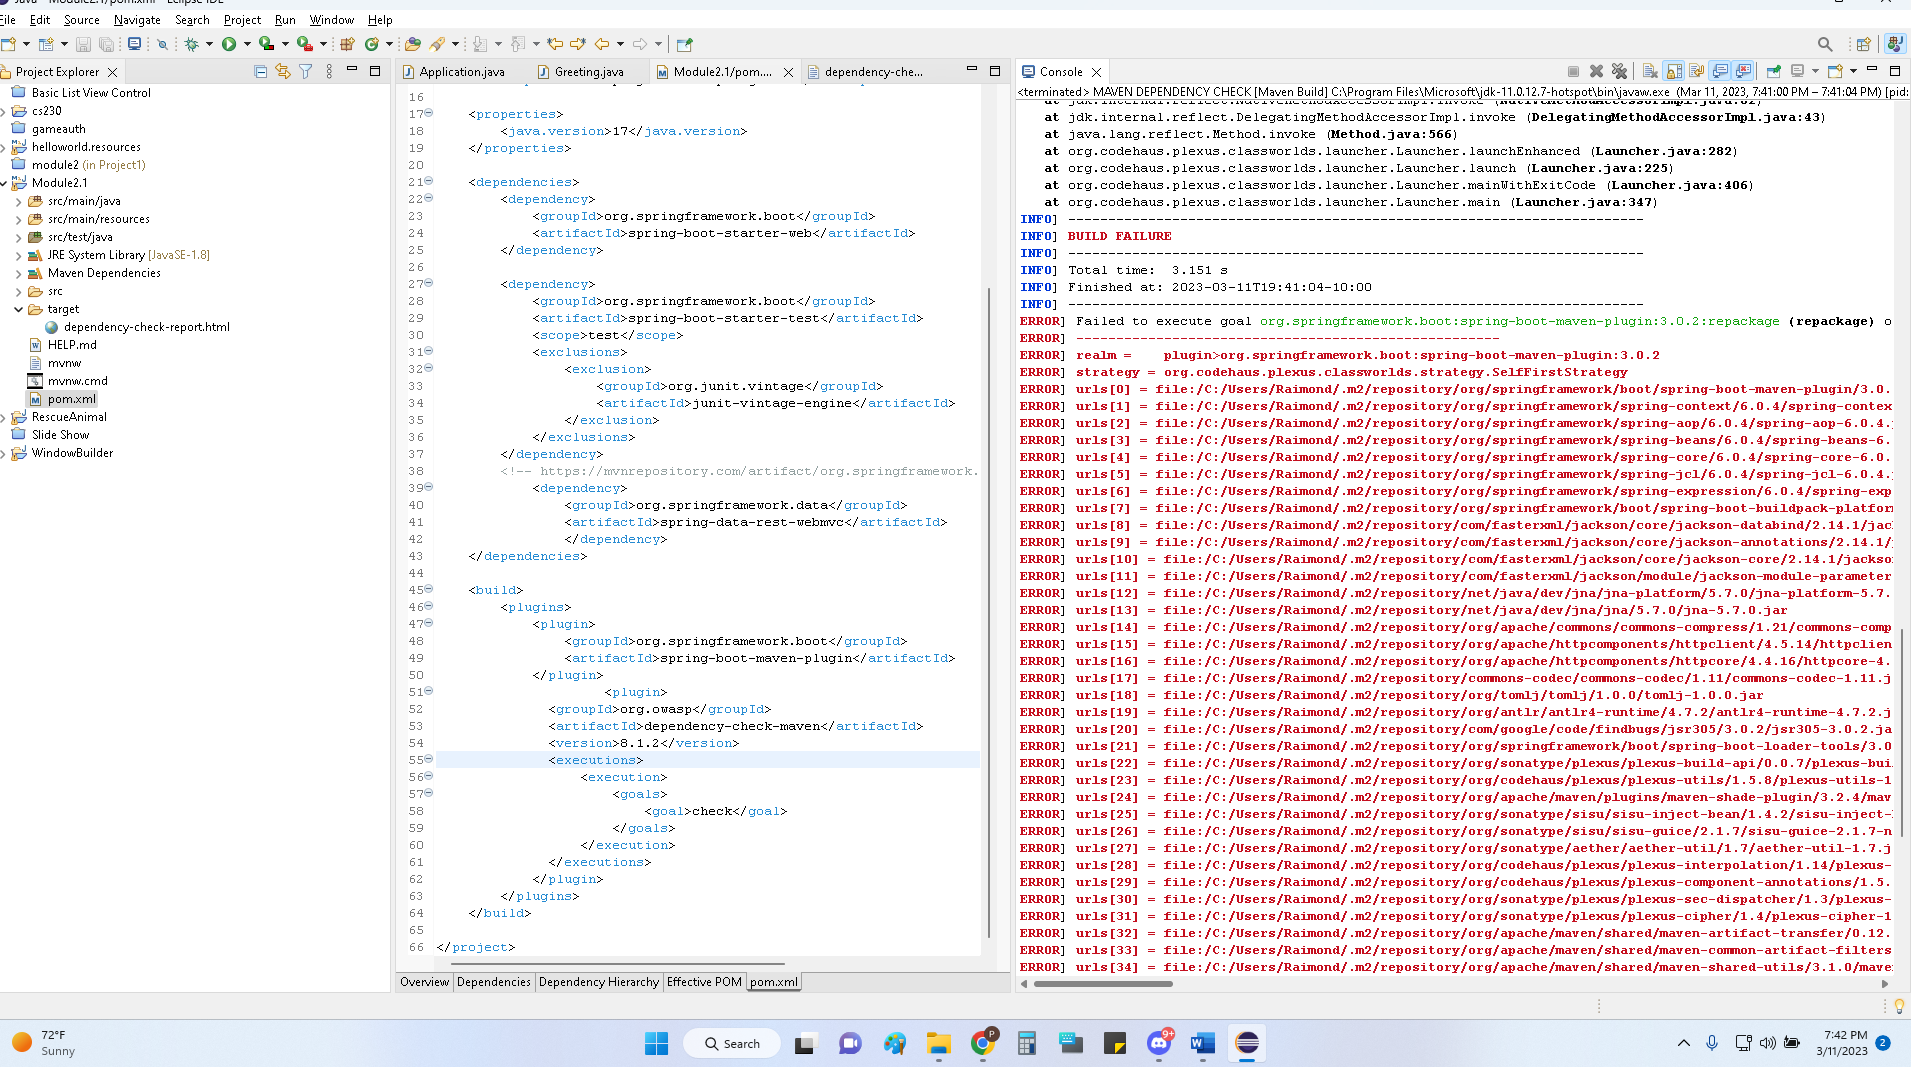 Java - Module2.1/pom.xml - Eclipse IDE
File Edit Source Navigate Search Project Run Window Help
Project Explorer
Basic List View Control
cs230
gameauth
helloworld.resources
module2 (in Project1)
Module2.1
src/main/java
src/main/resources
src/test/java
JRE System Library [JavaSE-1.8]
Maven Dependencies
src
target
dependency-check-report.html
HELP.md
mvnw
mvnw.cmd
pom.xml
RescueAnimal
Slide Show
WindowBuilder
Application.java Greeting.java Module2.1/pom.... dependency-che...
16
17 <properties>
18 <java.version>17</java.version>
19 </properties>
20
21 <dependencies>
22 <dependency>
23 <groupId>org.springframework.boot</groupId>
24 <artifactId>spring-boot-starter-web</artifactId>
25 </dependency>
26
27 <dependency>
28 <groupId>org.springframework.boot</groupId>
29 <artifactId>spring-boot-starter-test</artifactId>
30 <scope>test</scope>
31 <exclusions>
32 <exclusion>
33 <groupId>org.junit.vintage</groupId>
34 <artifactId>junit-vintage-engine</artifactId>
35 </exclusion>
36 </exclusions>
37 </dependency>
38 <!-- https://mvnrepository.com/artifact/org.springframework.
39 <dependency>
40 <groupId>org.springframework.data</groupId>
41 <artifactId>spring-data-rest-webmvc</artifactId>
42 </dependency>
43 </dependencies>
44
45 <build>
46 <plugins>
47 <plugin>
48 <groupId>org.springframework.boot</groupId>
49 <artifactId>spring-boot-maven-plugin</artifactId>
50 </plugin>
51 <plugin>
52 <groupId>org.owasp</groupId>
53 <artifactId>dependency-check-maven</artifactId>
54 <version>8.1.2</version>
55 <executions>
56 <execution>
57 <goals>
58 <goal>check</goal>
59 </goals>
60 </execution>
61 </executions>
62 </plugin>
63 </plugins>
64 </build>
65
66 </project>
Overview Dependencies Dependency Hierarchy Effective POM pom.xml
Console
<terminated> MAVEN DEPENDENCY CHECK [Maven Build] C:\Program Files\Microsoft\jdk-11.0.12.7-hotspot\bin\javaw.exe (Mar 11, 2023, 7:41:00 PM – 7:41:04 PM) [pid:
at jdk.internal.reflect.NativeMethodAccessorImpl.invoke (NativeMethodAccessorImpl.java:62)
at jdk.internal.reflect.DelegatingMethodAccessorImpl.invoke (DelegatingMethodAccessorImpl.java:43)
at java.lang.reflect.Method.invoke (Method.java:566)
at org.codehaus.plexus.classworlds.launcher.Launcher.launchEnhanced (Launcher.java:282)
at org.codehaus.plexus.classworlds.launcher.Launcher.launch (Launcher.java:225)
at org.codehaus.plexus.classworlds.launcher.Launcher.mainWithExitCode (Launcher.java:406)
at org.codehaus.plexus.classworlds.launcher.Launcher.main (Launcher.java:347)
INFO] ------------------------------------------------------------------------
INFO] BUILD FAILURE
INFO] ------------------------------------------------------------------------
INFO] Total time: 3.151 s
INFO] Finished at: 2023-03-11T19:41:04-10:00
INFO] ------------------------------------------------------------------------
ERROR] Failed to execute goal org.springframework.boot:spring-boot-maven-plugin:3.0.2:repackage (repackage) o
ERROR] -----------------------------------------------------
ERROR] realm = plugin>org.springframework.boot:spring-boot-maven-plugin:3.0.2
ERROR] strategy = org.codehaus.plexus.classworlds.strategy.SelfFirstStrategy
ERROR] urls[0] = file:/C:/Users/Raimond/.m2/repository/org/springframework/boot/spring-boot-maven-plugin/3.0.
ERROR] urls[1] = file:/C:/Users/Raimond/.m2/repository/org/springframework/spring-context/6.0.4/spring-contex
ERROR] urls[2] = file:/C:/Users/Raimond/.m2/repository/org/springframework/spring-aop/6.0.4/spring-aop-6.0.4.
ERROR] urls[3] = file:/C:/Users/Raimond/.m2/repository/org/springframework/spring-beans/6.0.4/spring-beans-6.
ERROR] urls[4] = file:/C:/Users/Raimond/.m2/repository/org/springframework/spring-core/6.0.4/spring-core-6.0.
ERROR] urls[5] = file:/C:/Users/Raimond/.m2/repository/org/springframework/spring-jcl/6.0.4/spring-jcl-6.0.4.
ERROR] urls[6] = file:/C:/Users/Raimond/.m2/repository/org/springframework/spring-expression/6.0.4/spring-exp
ERROR] urls[7] = file:/C:/Users/Raimond/.m2/repository/org/springframework/boot/spring-boot-buildpack-platfor
ERROR] urls[8] = file:/C:/Users/Raimond/.m2/repository/com/fasterxml/jackson/core/jackson-databind/2.14.1/jac
ERROR] urls[9] = file:/C:/Users/Raimond/.m2/repository/com/fasterxml/jackson/core/jackson-annotations/2.14.1/
ERROR] urls[10] = file:/C:/Users/Raimond/.m2/repository/com/fasterxml/jackson/core/jackson-core/2.14.1/jackso
ERROR] urls[11] = file:/C:/Users/Raimond/.m2/repository/com/fasterxml/jackson/module/jackson-module-parameter
ERROR] urls[12] = file:/C:/Users/Raimond/.m2/repository/net/java/dev/jna/jna-platform/5.7.0/jna-platform-5.7.
ERROR] urls[13] = file:/C:/Users/Raimond/.m2/repository/net/java/dev/jna/jna/5.7.0/jna-5.7.0.jar
ERROR] urls[14] = file:/C:/Users/Raimond/.m2/repository/org/apache/commons/commons-compress/1.21/commons-comp
ERROR] urls[15] = file:/C:/Users/Raimond/.m2/repository/org/apache/httpcomponents/httpclient/4.5.14/httpclien
ERROR] urls[16] = file:/C:/Users/Raimond/.m2/repository/org/apache/httpcomponents/httpcore/4.4.16/httpcore-4.
ERROR] urls[17] = file:/C:/Users/Raimond/.m2/repository/commons-codec/commons-codec/1.11/commons-codec-1.11.j
ERROR] urls[18] = file:/C:/Users/Raimond/.m2/repository/org/tomlj/tomlj/1.0.0/tomlj-1.0.0.jar
ERROR] urls[19] = file:/C:/Users/Raimond/.m2/repository/org/antlr/antlr4-runtime/4.7.2/antlr4-runtime-4.7.2.j
ERROR] urls[20] = file:/C:/Users/Raimond/.m2/repository/com/google/code/findbugs/jsr305/3.0.2/jsr305-3.0.2.ja
ERROR] urls[21] = file:/C:/Users/Raimond/.m2/repository/org/springframework/boot/spring-boot-loader-tools/3.0
ERROR] urls[22] = file:/C:/Users/Raimond/.m2/repository/org/sonatype/plexus/plexus-build-api/0.0.7/plexus-bui
ERROR] urls[23] = file:/C:/Users/Raimond/.m2/repository/org/codehaus/plexus/plexus-utils/1.5.8/plexus-utils-1
ERROR] urls[24] = file:/C:/Users/Raimond/.m2/repository/org/apache/maven/plugins/maven-shade-plugin/3.2.4/mav
ERROR] urls[25] = file:/C:/Users/Raimond/.m2/repository/org/sonatype/sisu/sisu-inject-bean/1.4.2/sisu-inject-
ERROR] urls[26] = file:/C:/Users/Raimond/.m2/repository/org/sonatype/sisu/sisu-guice/2.1.7/sisu-guice-2.1.7-n
ERROR] urls[27] = file:/C:/Users/Raimond/.m2/repository/org/sonatype/aether/aether-util/1.7/aether-util-1.7.j
ERROR] urls[28] = file:/C:/Users/Raimond/.m2/repository/org/codehaus/plexus/plexus-interpolation/1.14/plexus-
ERROR] urls[29] = file:/C:/Users/Raimond/.m2/repository/org/codehaus/plexus/plexus-component-annotations/1.5.
ERROR] urls[30] = file:/C:/Users/Raimond/.m2/repository/org/sonatype/plexus/plexus-sec-dispatcher/1.3/plexus-
ERROR] urls[31] = file:/C:/Users/Raimond/.m2/repository/org/sonatype/plexus/plexus-cipher/1.4/plexus-cipher-1
ERROR] urls[32] = file:/C:/Users/Raimond/.m2/repository/org/apache/maven/shared/maven-artifact-transfer/0.12.
ERROR] urls[33] = file:/C:/Users/Raimond/.m2/repository/org/apache/maven/shared/maven-common-artifact-filters
ERROR] urls[34] = file:/C:/Users/Raimond/.m2/repository/org/apache/maven/shared/maven-shared-utils/3.1.0/mave
72°F
Sunny
Search
P
9+
7:42 PM
3/11/2023
2